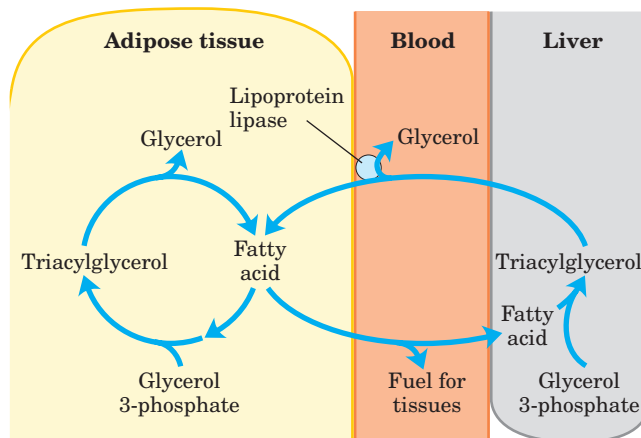 Adipose tissue
Blood
Liver
Lipoprotein
lipase
Glycerol
Glycerol
Triacylglycerol
Fatty
acid
Triacylglycerol
Fatty
acid
Glycerol
3-phosphate
Fuel for
tissues
Glycerol
3-phosphate